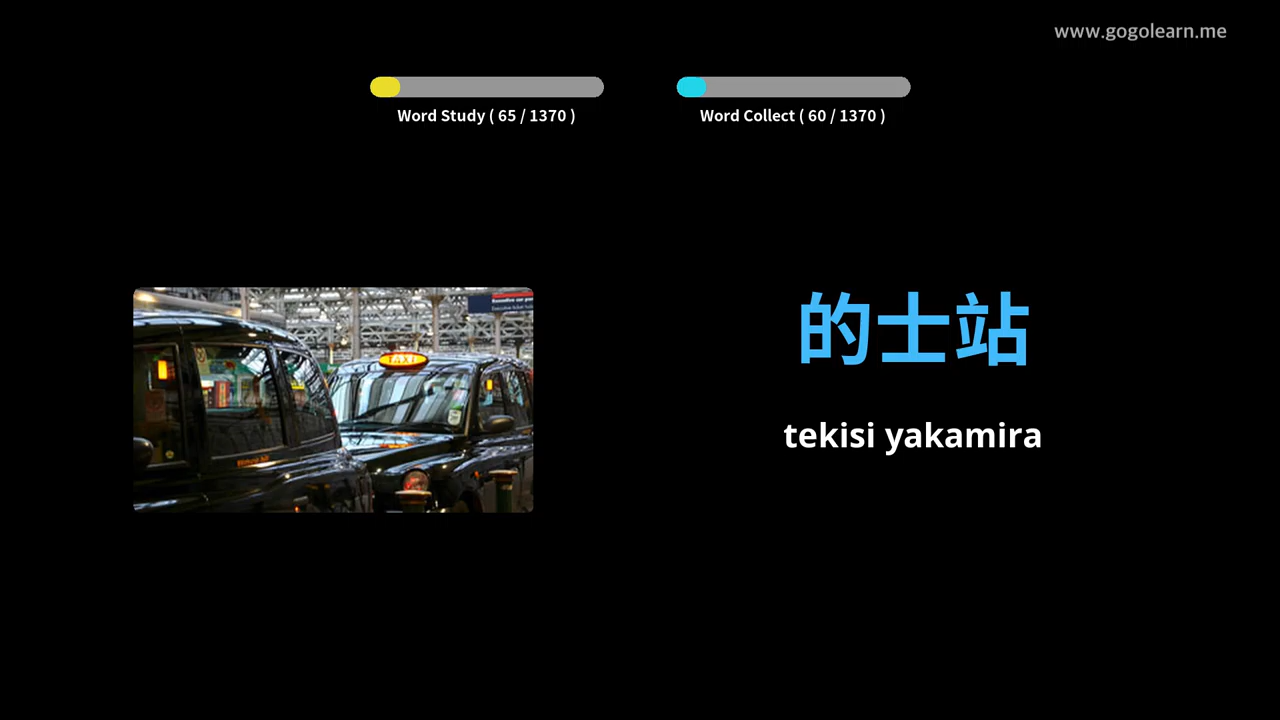 www.gogolearn.me
Word Study ( 65 / 1370 )
Word Collect ( 60 / 1370 )
TAXI
的士站
tekisi yakamira